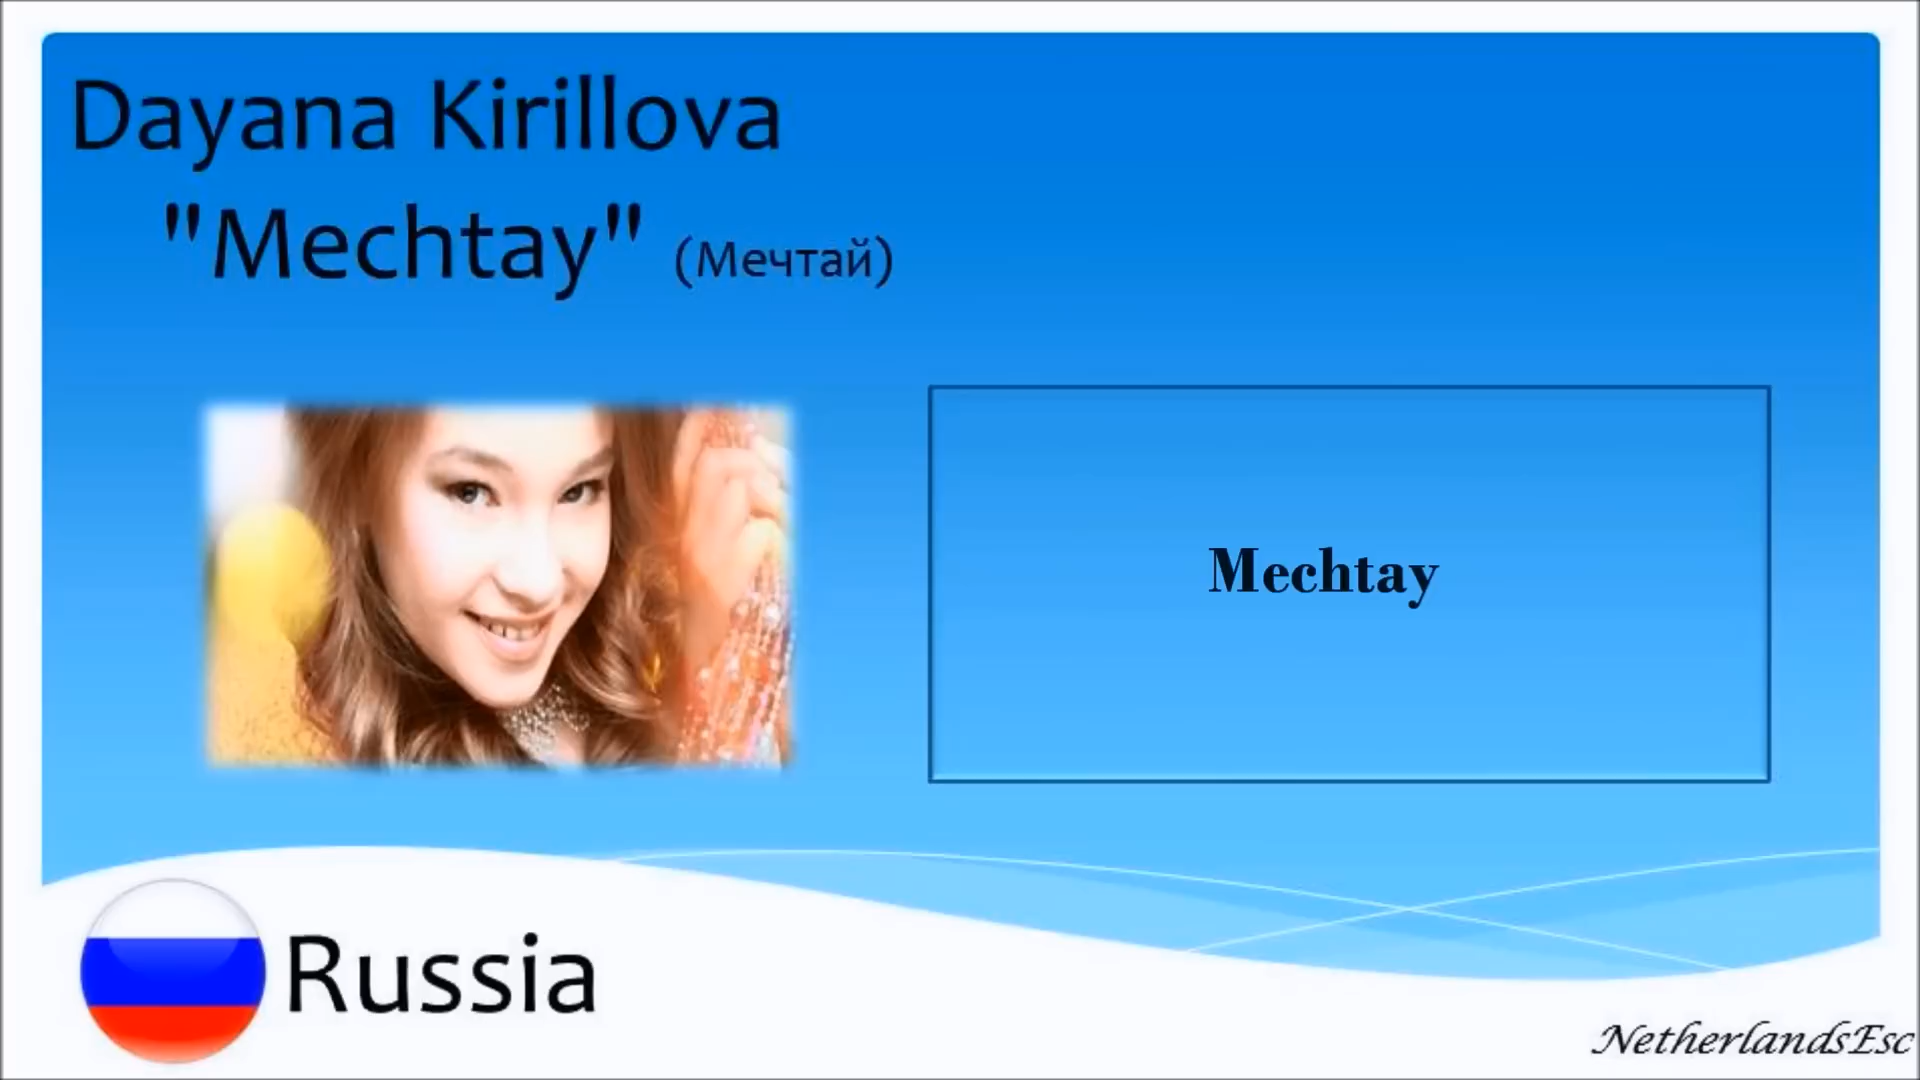 Dayana Kirillova
"Mechtay" (Мечтай)
Mechtay
Russia
NetherlandsEsc